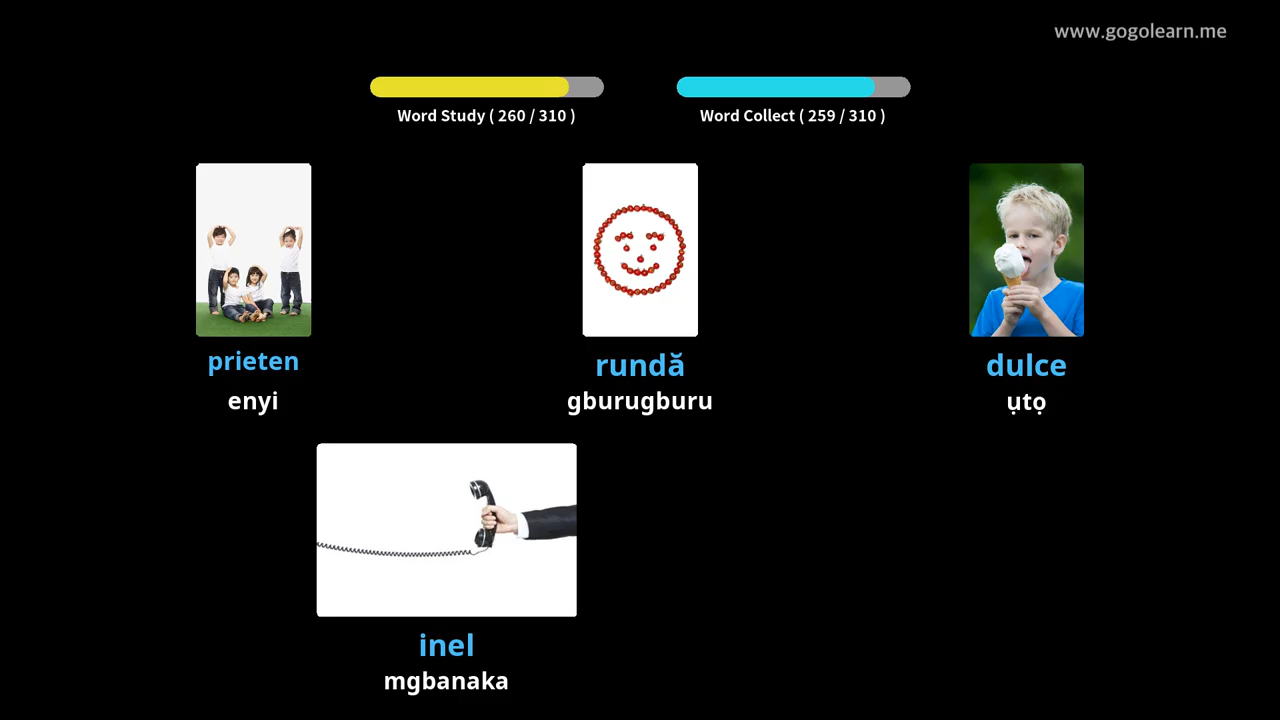 www.gogolearn.me
Word Study ( 260 / 310 )
Word Collect ( 259 / 310 )
prieten
enyi
rundă
gburugburu
dulce
ụtọ
inel
mgbanaka